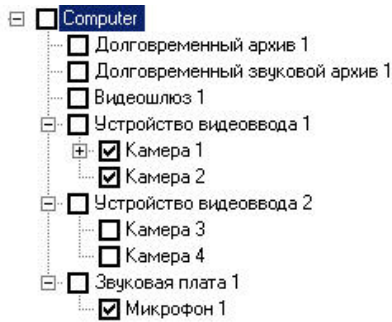 Computer
Долговременный архив 1
Долговременный звуковой архив 1
Видеошлюз 1
Устройство видеоввода 1
Камера 1
Камера 2
Устройство видеоввода 2
Камера 3
Камера 4
Звуковая плата 1
Микрофон 1